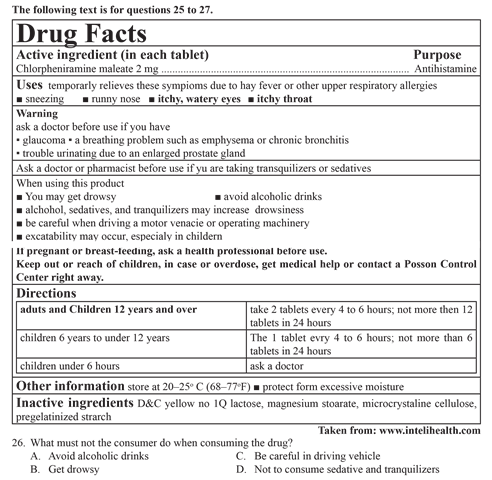 The following text is for questions 25 to 27.
Drug Facts
Active ingredient (in each tablet) Purpose
Chlorpheniramine maleate 2 mg ........................................................................ Antihistamine
Uses temporarly relieves these sympioms due to hay fever or other upper respiratory allergies
■ sneezing ■ runny nose ■ itchy, watery eyes ■ itchy throat
Warning
ask a doctor before use if you have
• glaucoma • a breathing problem such as emphysema or chronic bronchitis
• trouble urinating due to an enlarged prostate gland
Ask a doctor or pharmacist before use if yu are taking transquilizers or sedatives
When using this product
■ You may get drowsy ■ avoid alcoholic drinks
■ alchohol, sedatives, and tranquilizers may increase drowsiness
■ be careful when driving a motor venacie or operating machinery
■ excatability may occur, especialy in childern
If pregnant or breast-feeding, ask a health professional before use.
Keep out or reach of children, in case or overdose, get medical help or contact a Posson Control
Center right away.
Directions
aduts and Children 12 years and over take 2 tablets every 4 to 6 hours; not more then 12
tablets in 24 hours
children 6 years to under 12 years The 1 tablet evry 4 to 6 hours; not more than 6
tablets in 24 hours
children under 6 hours ask a doctor
Other information store at 20–25° C (68–77°F) ■ protect form excessive moisture
Inactive ingredients D&C yellow no 1Q lactose, magnesium stoarate, microcrystaline cellulose,
pregelatinized strarch
Taken from: www.intelihealth.com
26. What must not the consumer do when consuming the drug?
A. Avoid alcoholic drinks C. Be careful in driving vehicle
B. Get drowsy D. Not to consume sedative and tranquilizers